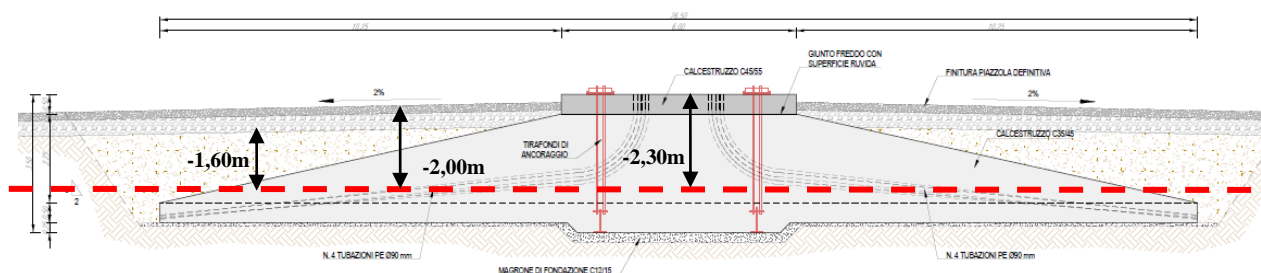 26,50
10,25
6,00
10,25
CALCESTRUZZO C45/55
GIUNTO FREDDO CON
SUPERFICIE RUVIDA
FINITURA PIAZZOLA DEFINITIVA
2%
2%
CALCESTRUZZO C35/45
TIRAFONDI DI
ANCORAGGIO
-1,60m
-2,00m
-2,30m
2
N. 4 TUBAZIONI PE Ø90 mm
N. 4 TUBAZIONI PE Ø90 mm
MAGRONE DI FONDAZIONE C12/15